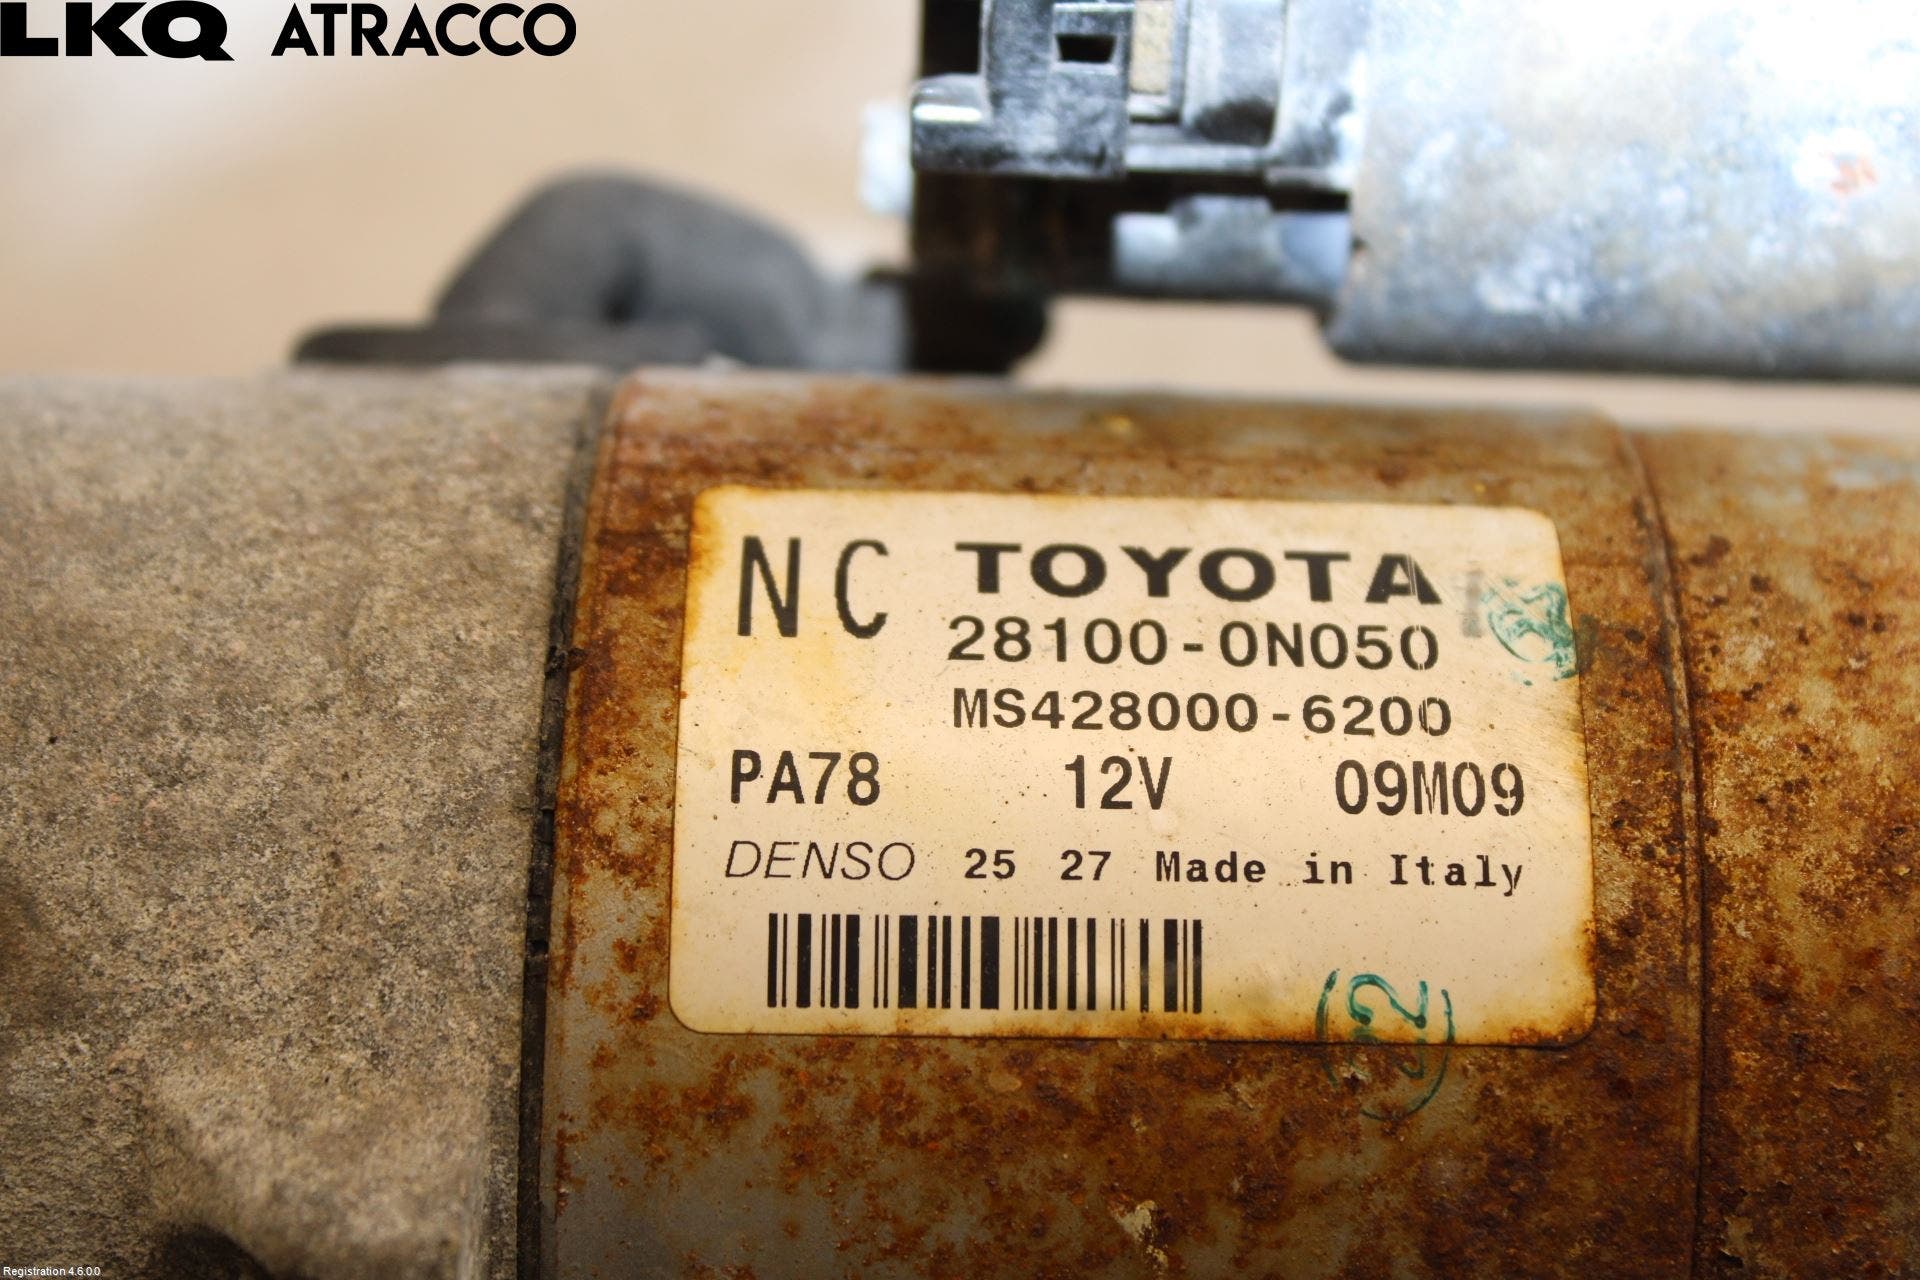 LKQ ATRACCO
NC TOYOTA
28100-0N050
MS428000-6200
PA78 12V 09M09
DENSO 25 27 Made in Italy
Registration 4.6.0.0